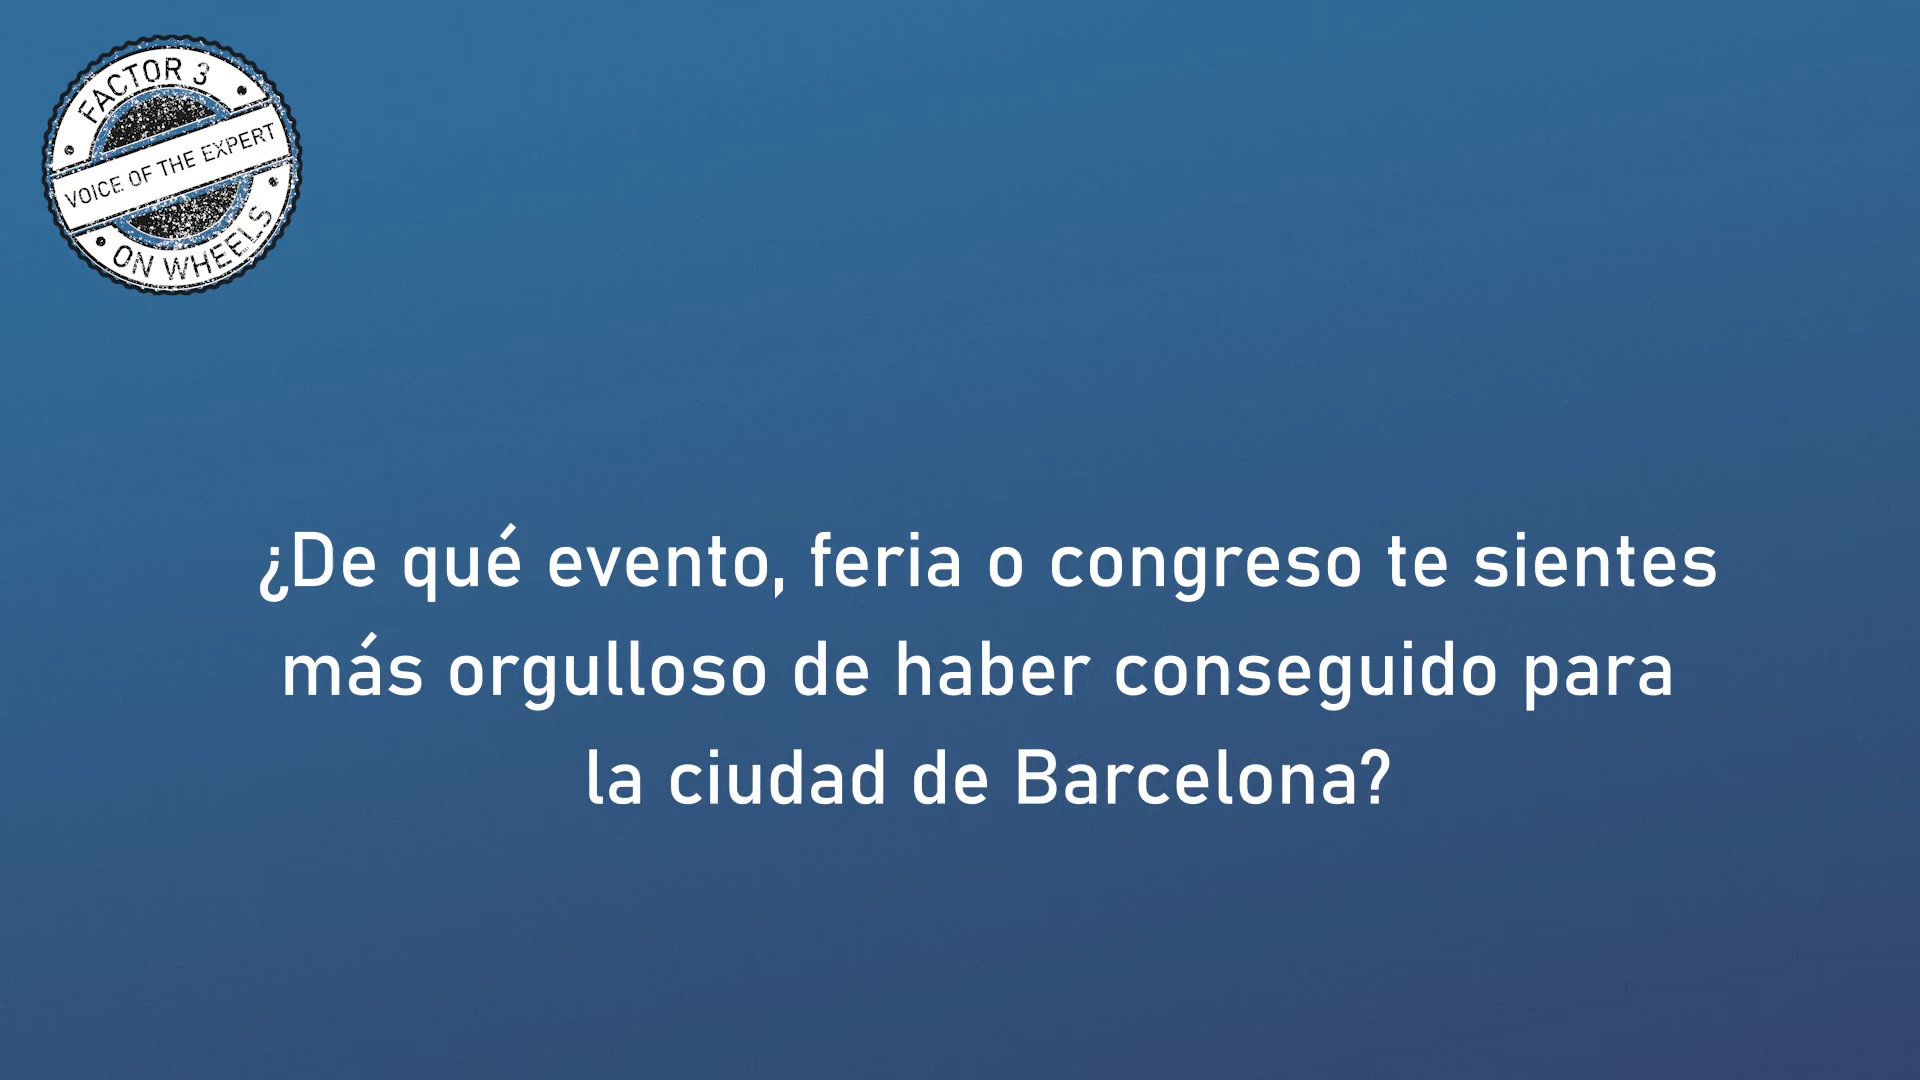 FACTOR 3
VOICE OF THE EXPERT
ON WHEELS
¿De qué evento, feria o congreso te sientes
más orgulloso de haber conseguido para
la ciudad de Barcelona?